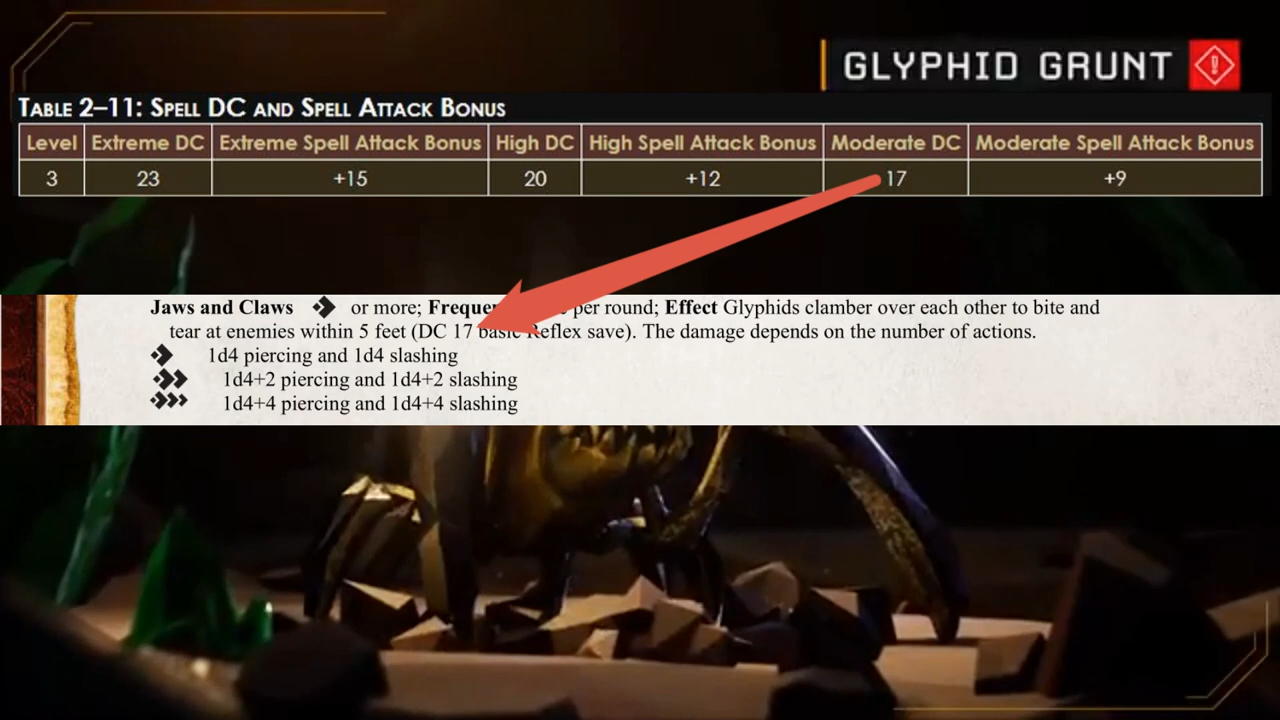 GLYPHID GRUNT
TABLE 2–11: SPELL DC AND SPELL ATTACK BONUS
Level Extreme DC Extreme Spell Attack Bonus High DC High Spell Attack Bonus Moderate DC Moderate Spell Attack Bonus
3 23 +15 20 +12 17 +9
Jaws and Claws or more; per round; Effect Glyphids clamber over each other to bite and
tear at enemies within 5 feet (DC 17 basic Reflex save). The damage depends on the number of actions.
1d4 piercing and 1d4 slashing
1d4+2 piercing and 1d4+2 slashing
1d4+4 piercing and 1d4+4 slashing